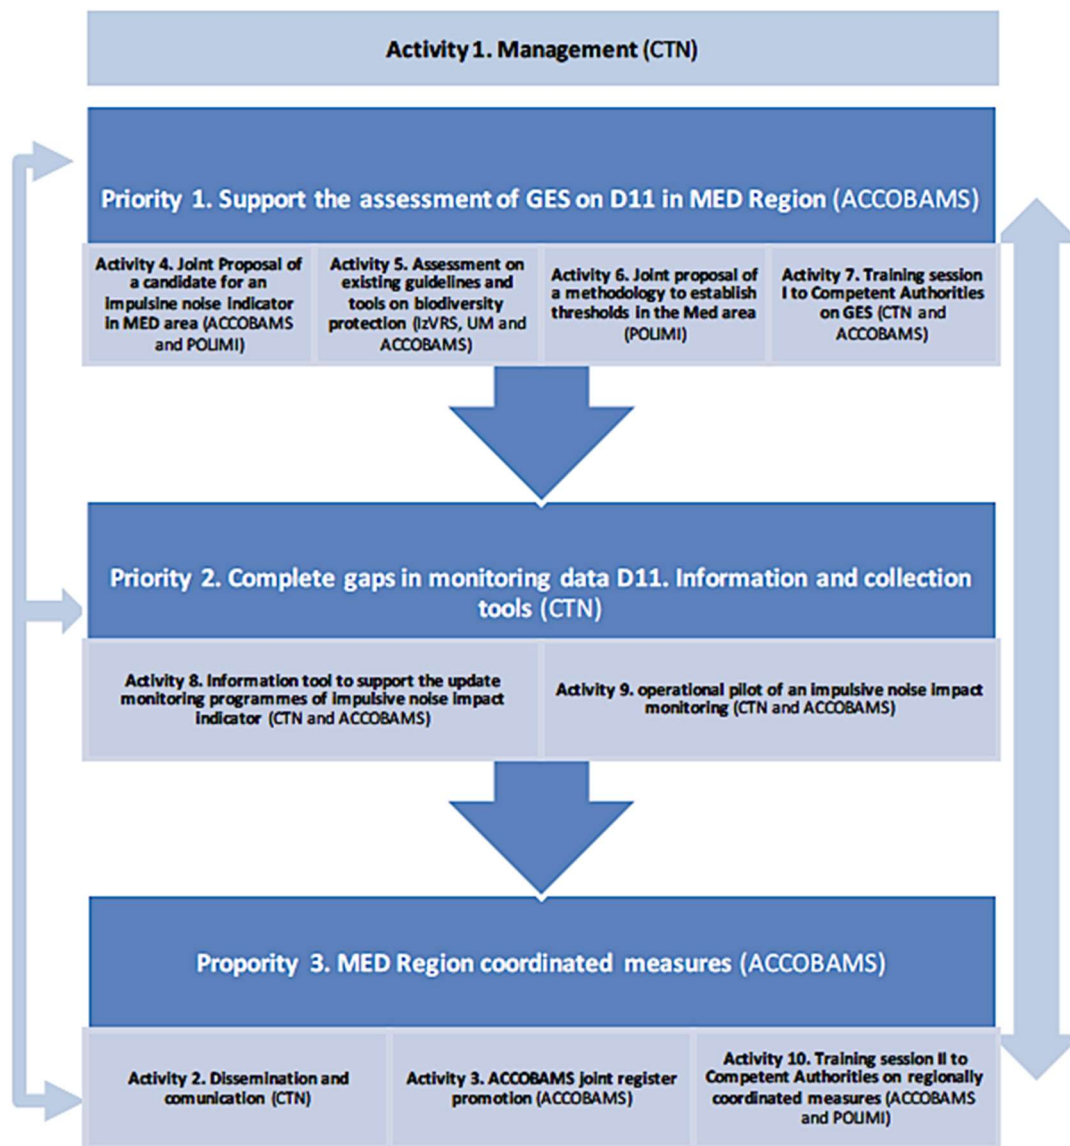 Activity 1. Management (CTN)
Priority 1. Support the assessment of GES on D11 in MED Region (ACCOBAMS)
Activity 4. Joint Proposal of
a candidate for an
impulsine noise indicator
in MED area (ACCOBAMS
and POLIMI)
Activity 5. Assessment on
existing guidelines and
tools on biodiversity
protection (IzVRS, UM and
ACCOBAMS)
Activity 6. Joint proposal of
a methodology to establish
thresholds in the Med area
(POLIMI)
Activity 7. Training session
I to Competent Authorities
on GES (CTN and
ACCOBAMS)
Priority 2. Complete gaps in monitoring data D11. Information and collection
tools (CTN)
Activity 8. Information tool to support the update
monitoring programmes of impulsive noise impact
indicator (CTN and ACCOBAMS)
Activity 9. operational pilot of an impulsive noise impact
monitoring (CTN and ACCOBAMS)
Propority 3. MED Region coordinated measures (ACCOBAMS)
Activity 2. Dissemination and
comunication (CTN)
Activity 3. ACCOBAMS joint register
promotion (ACCOBAMS)
Activity 10. Training session II to
Competent Authorities on regionally
coordinated measures (ACCOBAMS
and POLIMI)